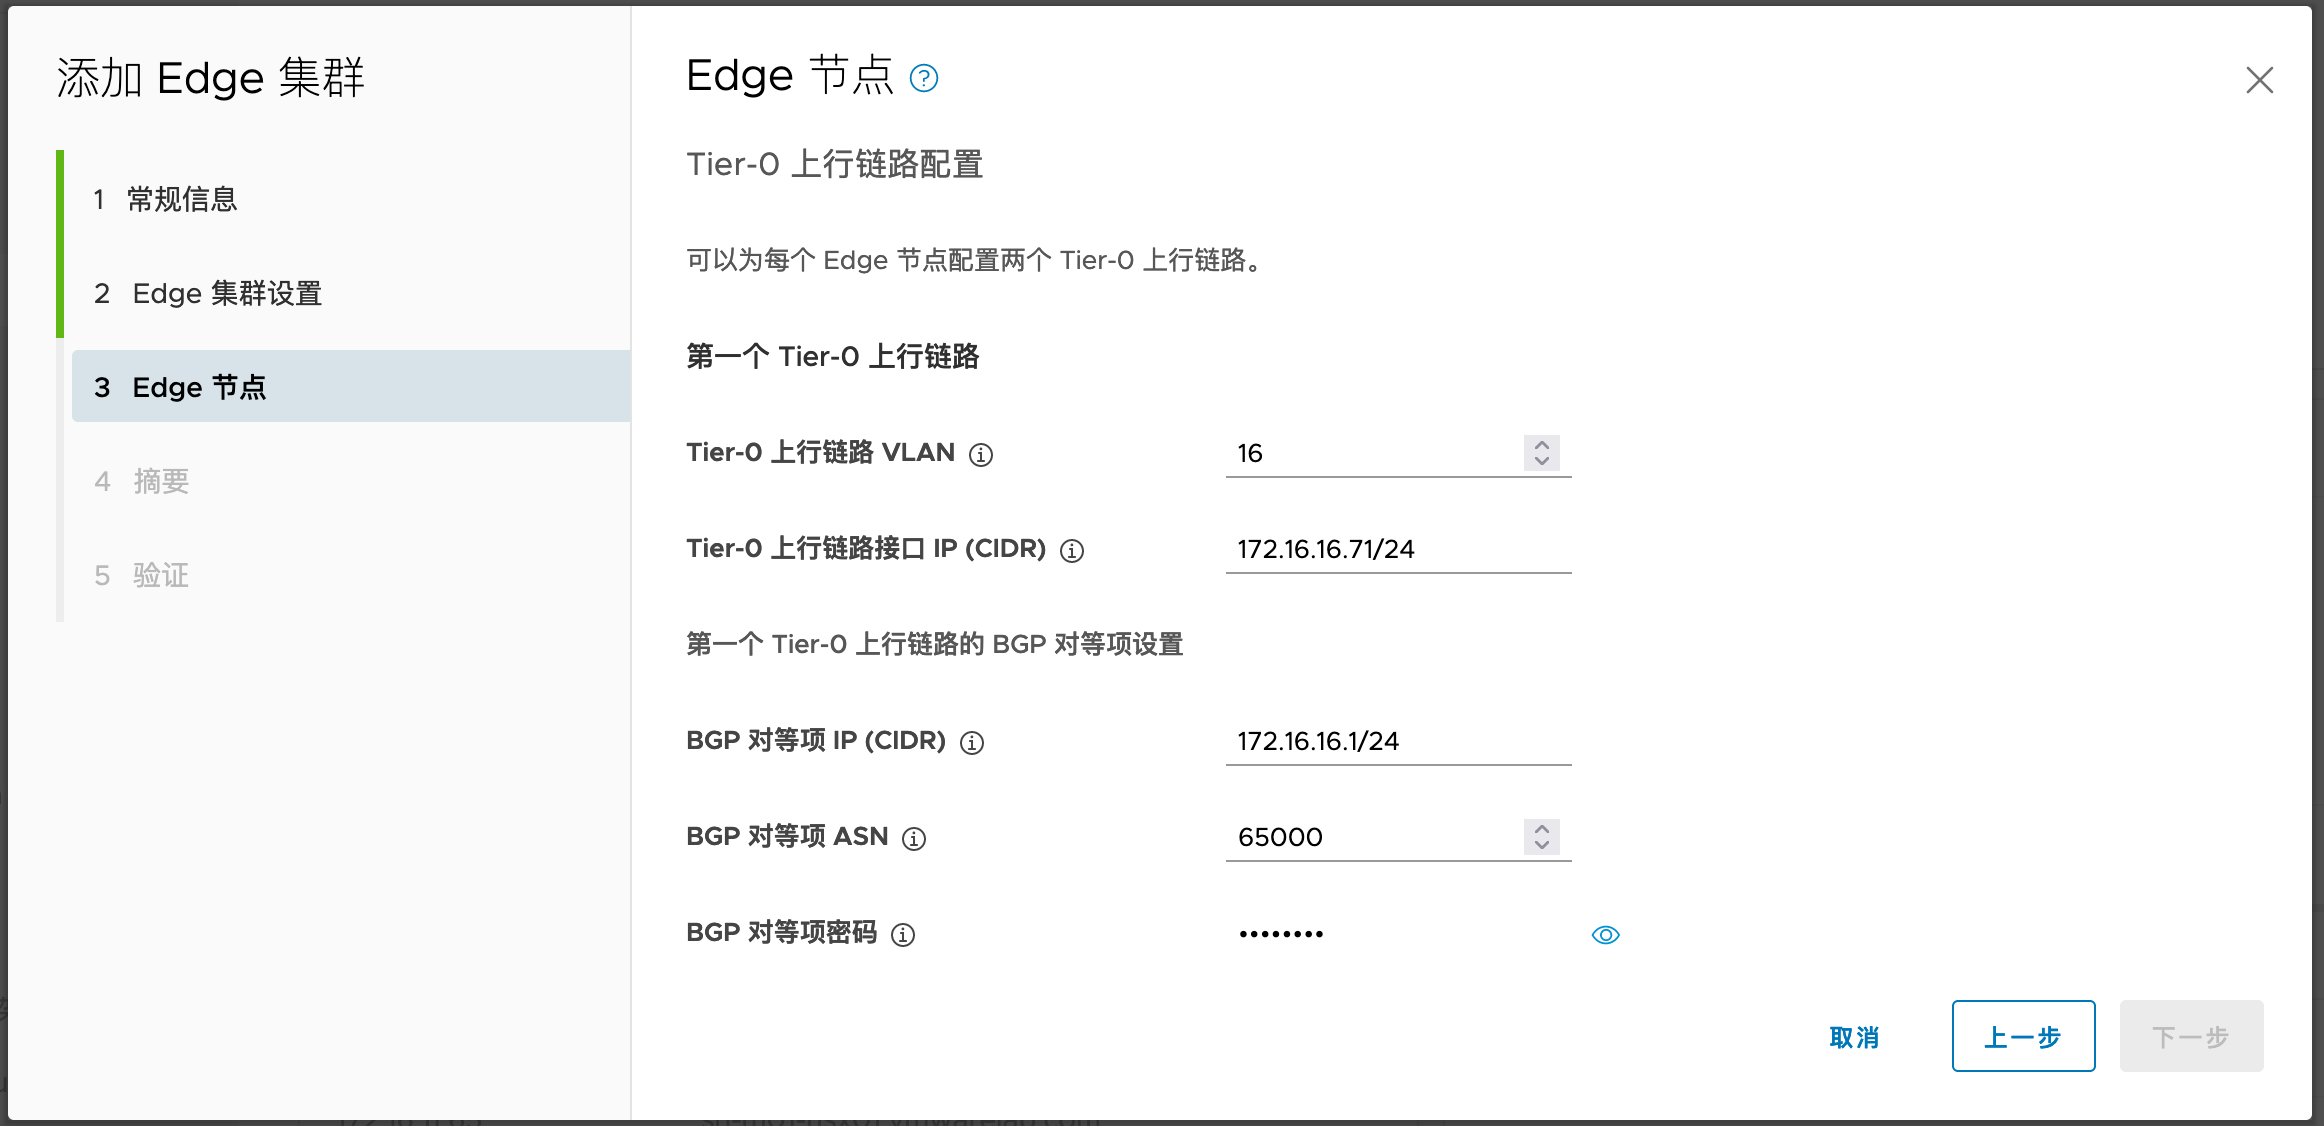 添加 Edge 集群
1 常规信息
2 Edge 集群设置
3 Edge 节点
4 摘要
5 验证
Edge 节点
Tier-0 上行链路配置
可以为每个 Edge 节点配置两个 Tier-0 上行链路。
第一个 Tier-0 上行链路
Tier-0 上行链路 VLAN 16
Tier-0 上行链路接口 IP (CIDR) 172.16.16.71/24
第一个 Tier-0 上行链路的 BGP 对等项设置
BGP 对等项 IP (CIDR) 172.16.16.1/24
BGP 对等项 ASN 65000
BGP 对等项密码 ••••••••
取消 上一步 下一步